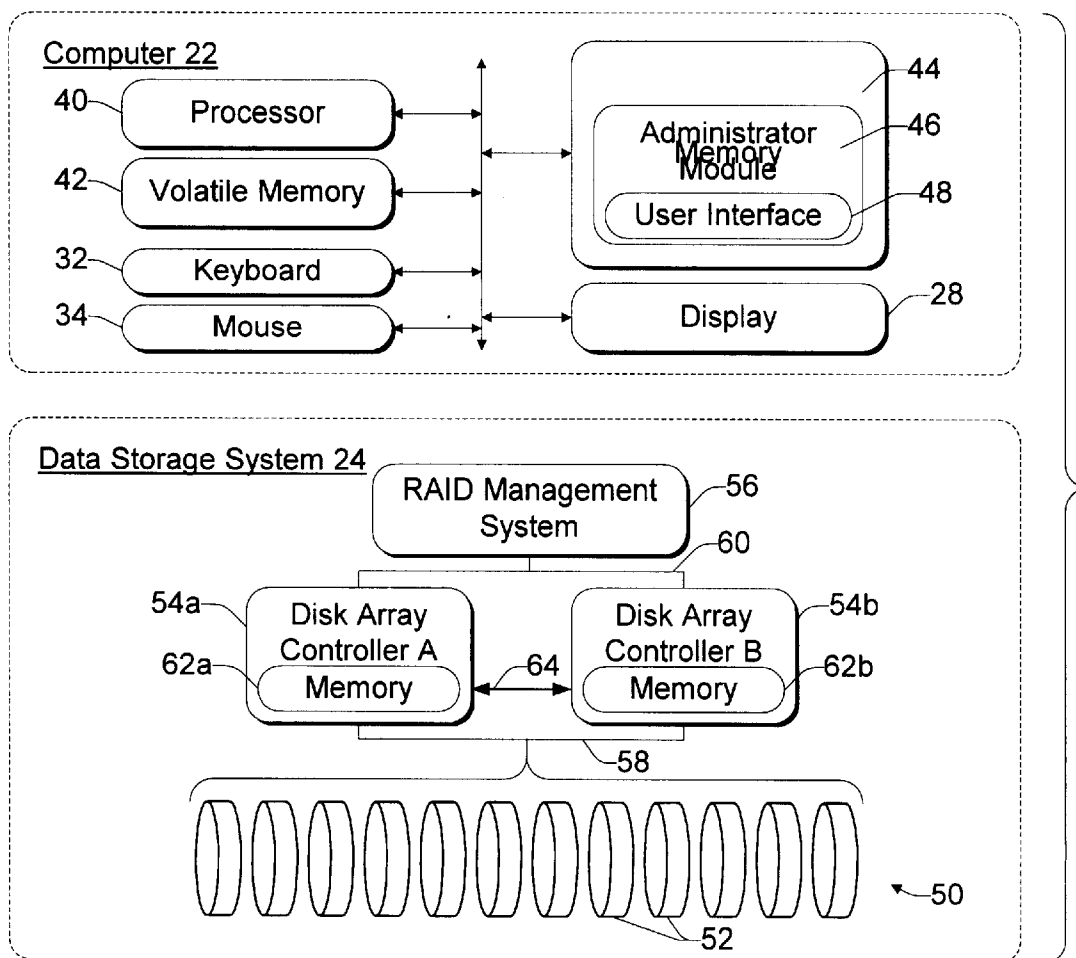 Computer 22
40
Processor
42
Volatile Memory
32
Keyboard
34
Mouse
44
Administrator
Memory
Module
46
User Interface
48
Display
28
Data Storage System 24
RAID Management
System
56
60
54a
Disk Array
Controller A
62a
Memory
64
Disk Array
Controller B
54b
Memory
62b
58
50
52